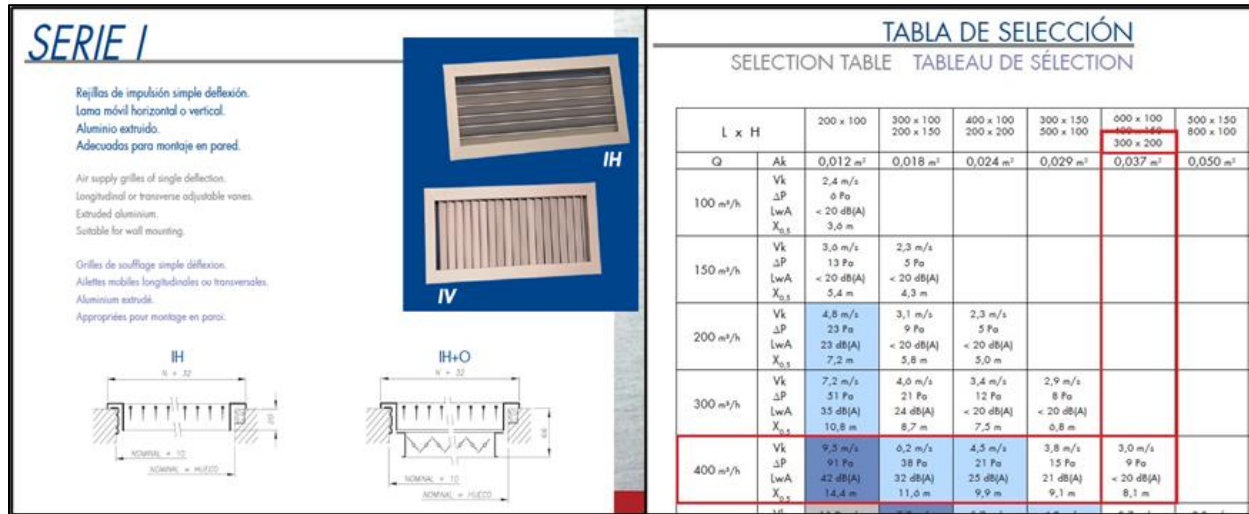 SERIE I
Rejillas de impulsión simple deflexión.
Lama móvil horizontal o vertical.
Aluminio extruido.
Adecuadas para montaje en pared.
Air supply grilles of single deflection.
Longitudinal or transverse adjustable vanes.
Extruded aluminium.
Suitable for wall mounting.
Grilles de soufflage simple déflexion.
Ailettes mobiles longitudinales ou transversales.
Aluminium extrudé.
Appropriées pour montage en paroi.
IH
IV
IH
N + 32
20
NOMINAL + 10
NOMINAL = HUECO
IH+O
N + 32
NOMINAL + 10
NOMINAL = HUECO
TABLA DE SELECCIÓN
SELECTION TABLE TABLEAU DE SÉLECTION
L x H 200 x 100 300 x 100 400 x 100 300 x 150 600 x 100 500 x 150
200 x 150 200 x 200 500 x 100 400 x 150 800 x 100
300 x 200
Q Ak 0,012 m² 0,018 m² 0,024 m² 0,029 m² 0,037 m² 0,050 m²
Vk 2,4 m/s
100 m³/h ΔP 6 Pa
LwA < 20 dB(A)
X0,5 3,6 m
Vk 3,6 m/s 2,3 m/s
150 m³/h ΔP 13 Pa 5 Pa
LwA < 20 dB(A) < 20 dB(A)
X0,5 5,4 m 4,3 m
Vk 4,8 m/s 3,1 m/s 2,3 m/s
200 m³/h ΔP 23 Pa 9 Pa 5 Pa
LwA 23 dB(A) < 20 dB(A) < 20 dB(A)
X0,5 7,2 m 5,8 m 5,0 m
Vk 7,2 m/s 4,6 m/s 3,4 m/s 2,9 m/s
300 m³/h ΔP 51 Pa 21 Pa 12 Pa 8 Pa
LwA 35 dB(A) 24 dB(A) < 20 dB(A) < 20 dB(A)
X0,5 10,8 m 8,7 m 7,5 m 6,8 m
Vk 9,5 m/s 6,2 m/s 4,5 m/s 3,8 m/s 3,0 m/s
400 m³/h ΔP 91 Pa 38 Pa 21 Pa 15 Pa 9 Pa
LwA 42 dB(A) 32 dB(A) 25 dB(A) 21 dB(A) < 20 dB(A)
X0,5 14,4 m 11,6 m 9,9 m 9,1 m 8,1 m